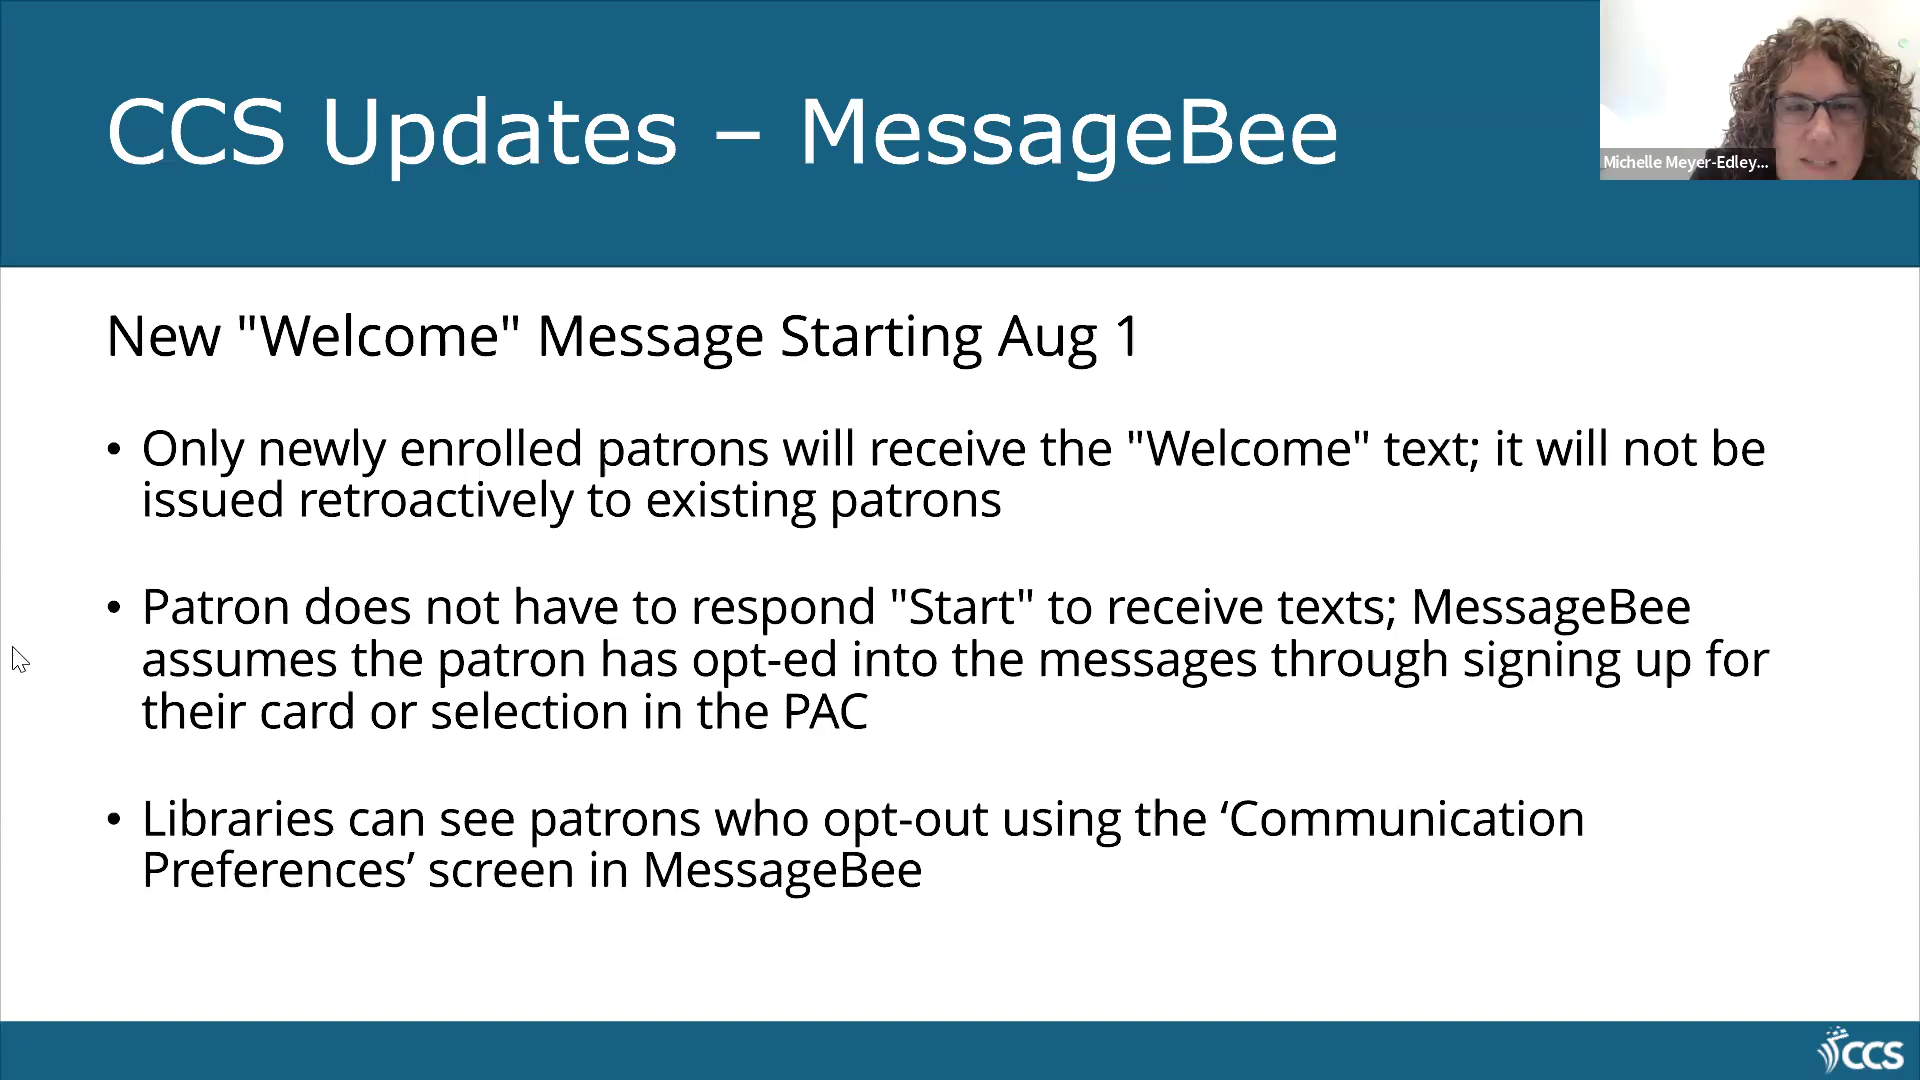 CCS Updates – MessageBee
Michelle Meyer-Edley...
New "Welcome" Message Starting Aug 1
• Only newly enrolled patrons will receive the "Welcome" text; it will not be
issued retroactively to existing patrons
• Patron does not have to respond "Start" to receive texts; MessageBee
assumes the patron has opt-ed into the messages through signing up for
their card or selection in the PAC
• Libraries can see patrons who opt-out using the ‘Communication
Preferences’ screen in MessageBee
CCS